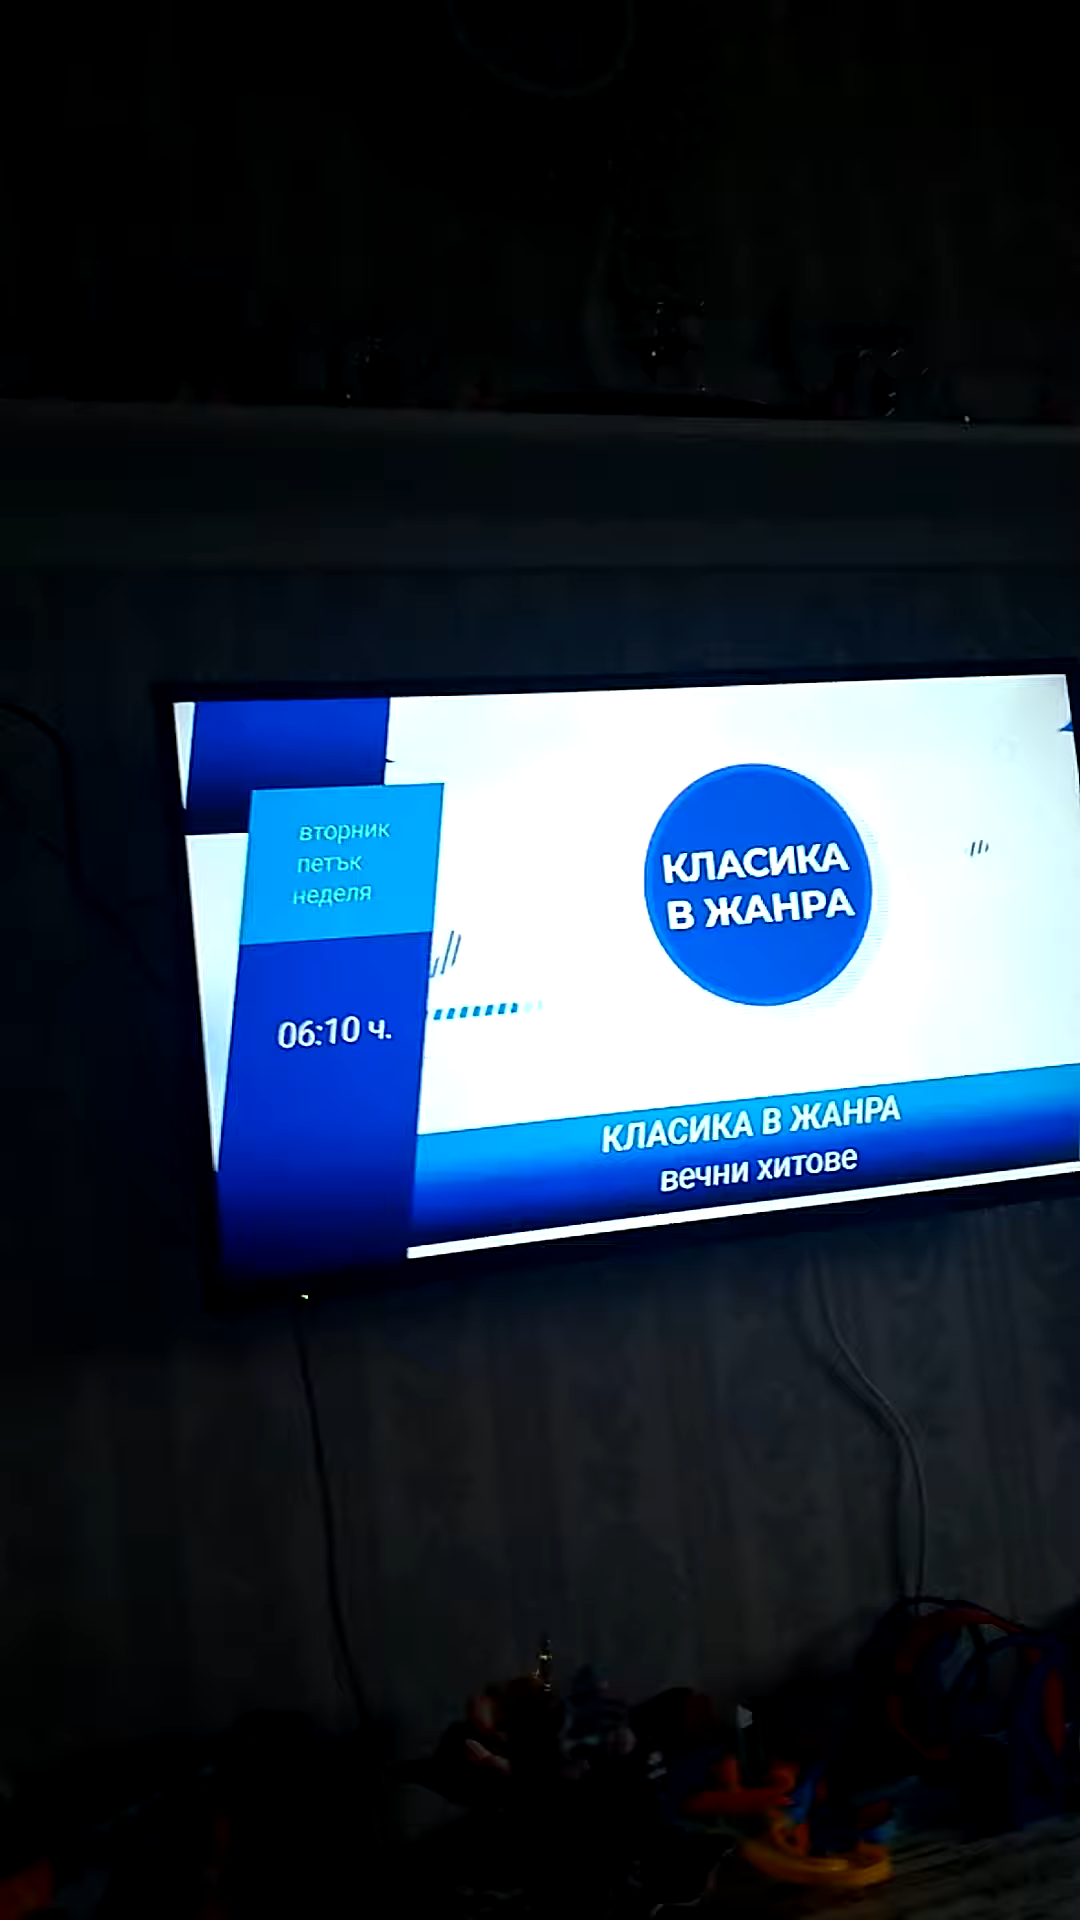 вторник
петък
неделя
06:10 ч.
КЛАСИКА
В ЖАНРА
КЛАСИКА В ЖАНРА
вечни хитове